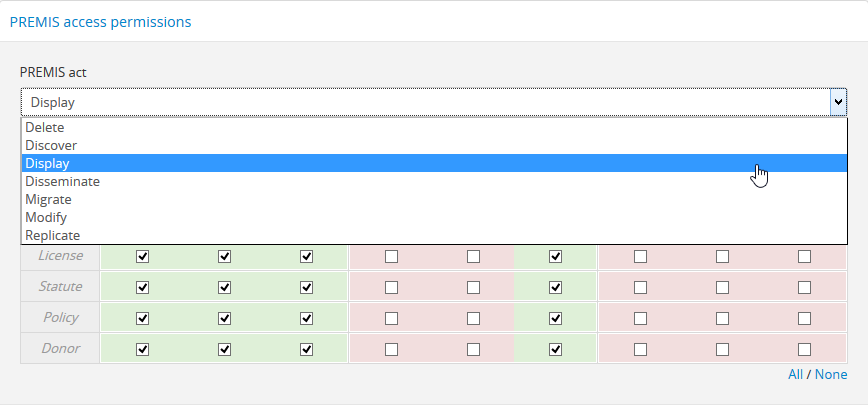 PREMIS access permissions
PREMIS act
Display
Delete
Discover
Display
Disseminate
Migrate
Modify
Replicate
License
Statute
Policy
Donor
All / None